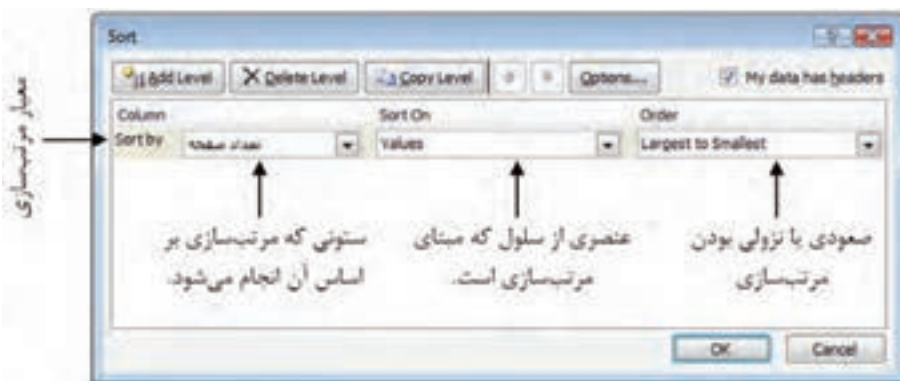 Sort
Add Level
Delete Level
Copy Level
Options...
My data has headers
Column
Sort On
Order
Sort by
تعداد صفحه
Values
Largest to Smallest
معیار مرتب‌سازی
ستونی که مرتب‌سازی بر
اساس آن انجام می‌شود.
عنصری از سلول که مبنای
مرتب‌سازی است.
صعودی یا نزولی بودن
مرتب‌سازی
OK
Cancel